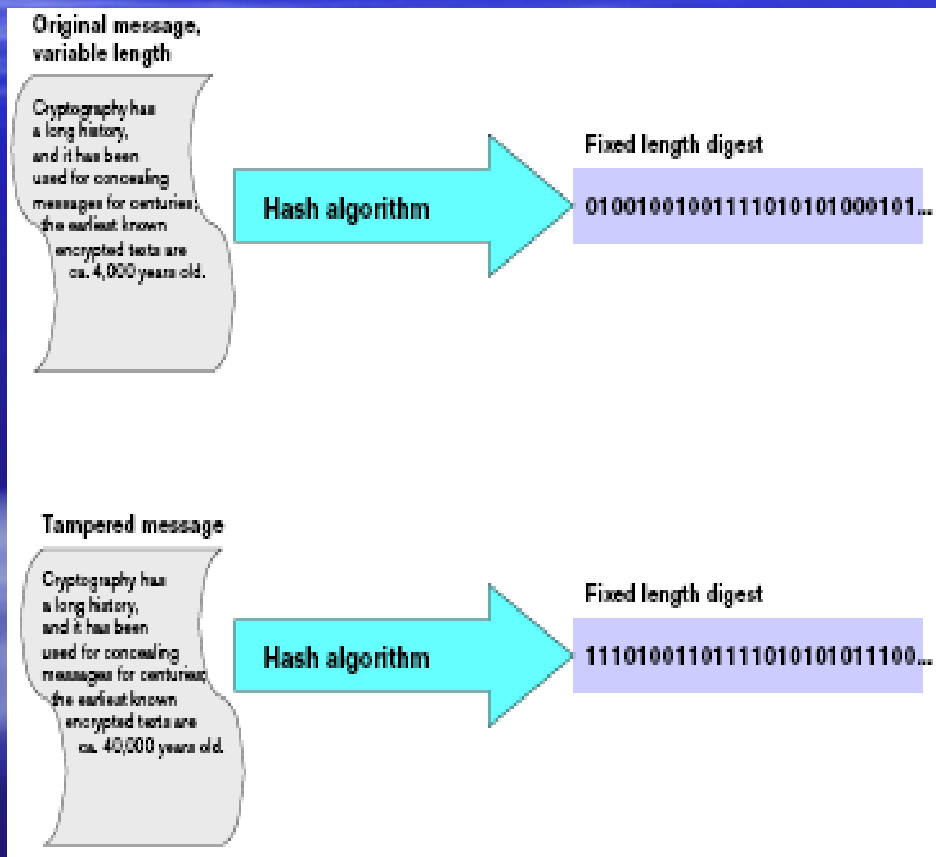 Original message,
variable length
Cryptography has
a long history,
and it has been
used for concealing
messages for centuries;
the earliest known
encrypted texts are
ca. 4,000 years old.
Hash algorithm
Fixed length digest
0100100100111101010100101...
Tampered message
Cryptography has
a long history,
and it has been
used for concealing
messages for centuries;
the earliest known
encrypted texts are
ca. 40,000 years old.
Hash algorithm
Fixed length digest
1110100110111101010101011100...